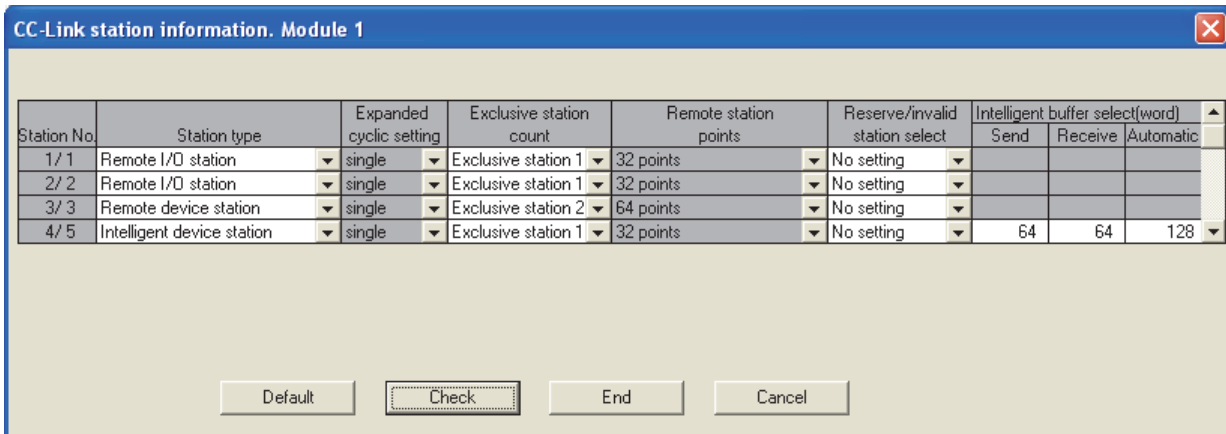 CC-Link station information. Module 1
Expanded Exclusive station Remote station Reserve/invalid Intelligent buffer select(word)
Station No. Station type cyclic setting count points station select Send Receive Automatic
1/ 1 Remote I/O station single Exclusive station 1 32 points No setting
2/ 2 Remote I/O station single Exclusive station 1 32 points No setting
3/ 3 Remote device station single Exclusive station 2 64 points No setting
4/ 5 Intelligent device station single Exclusive station 1 32 points No setting 64 64 128
Default Check End Cancel